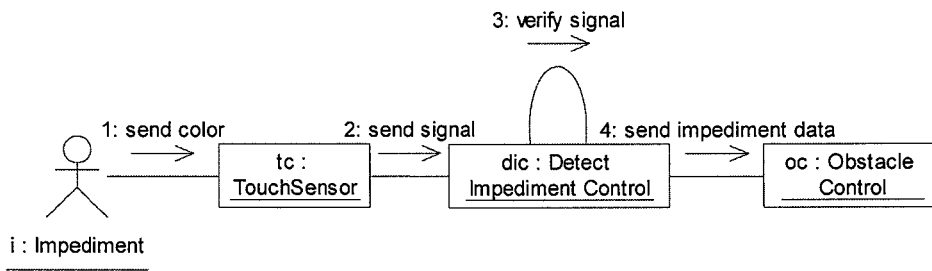 3: verify signal
1: send color
2: send signal
4: send impediment data
tc :
TouchSensor
dic : Detect
Impediment Control
oc : Obstacle
Control
i : Impediment